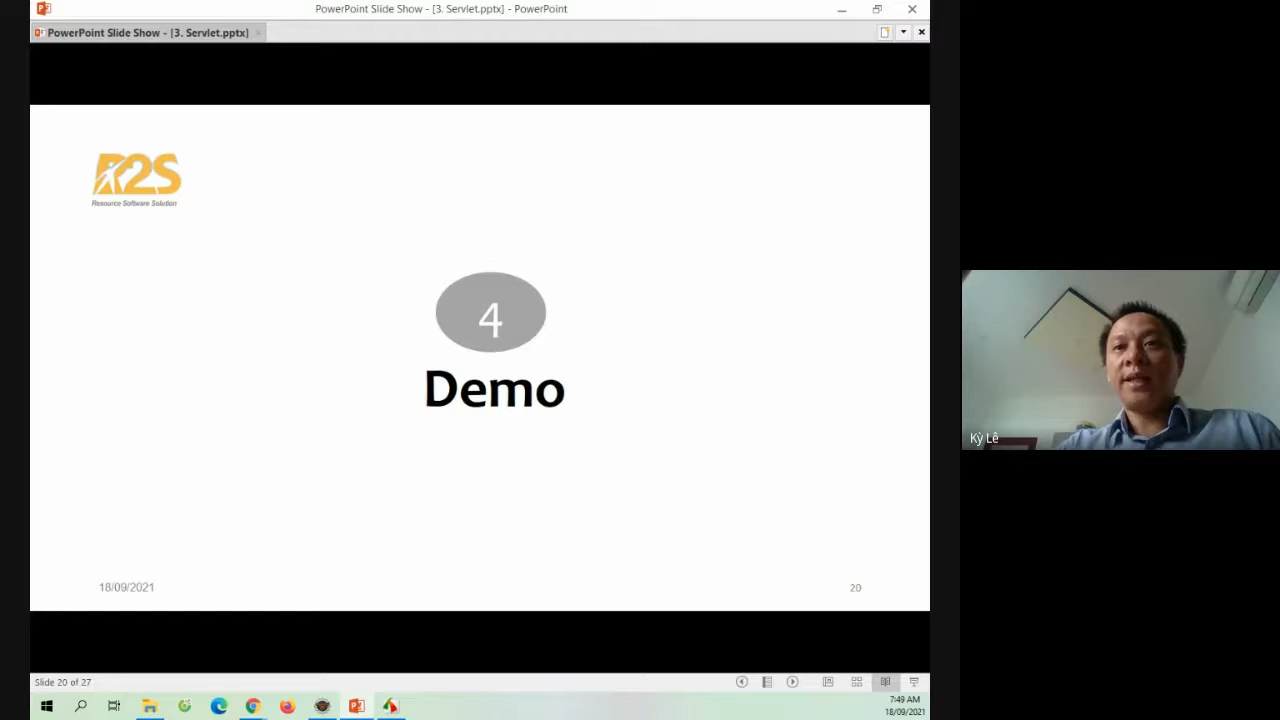 PowerPoint Slide Show - [3. Servlet.pptx] - PowerPoint
PowerPoint Slide Show - [3. Servlet.pptx]
R2S
Resource Software Solution
4
Demo
Kỳ Lê
18/09/2021
20
Slide 20 of 27
7:49 AM
18/09/2021